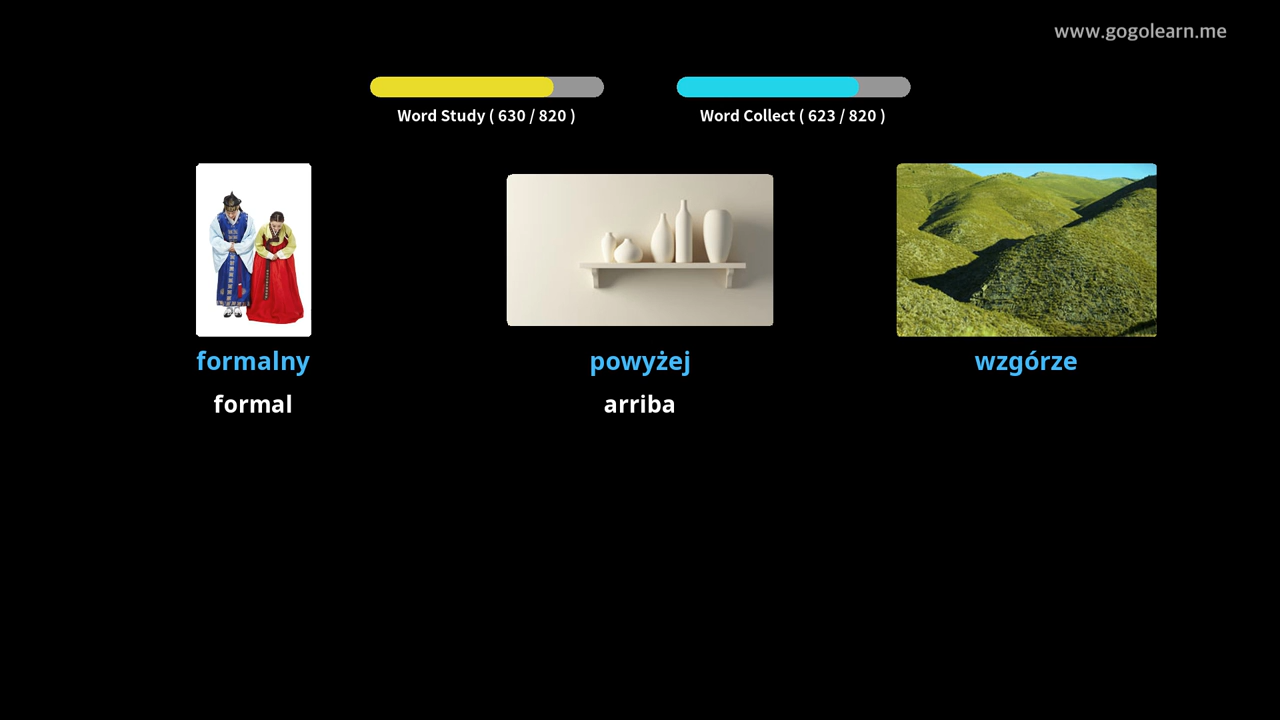 www.gogolearn.me
Word Study ( 630 / 820 )
Word Collect ( 623 / 820 )
formalny
powyżej
wzgórze
formal
arriba